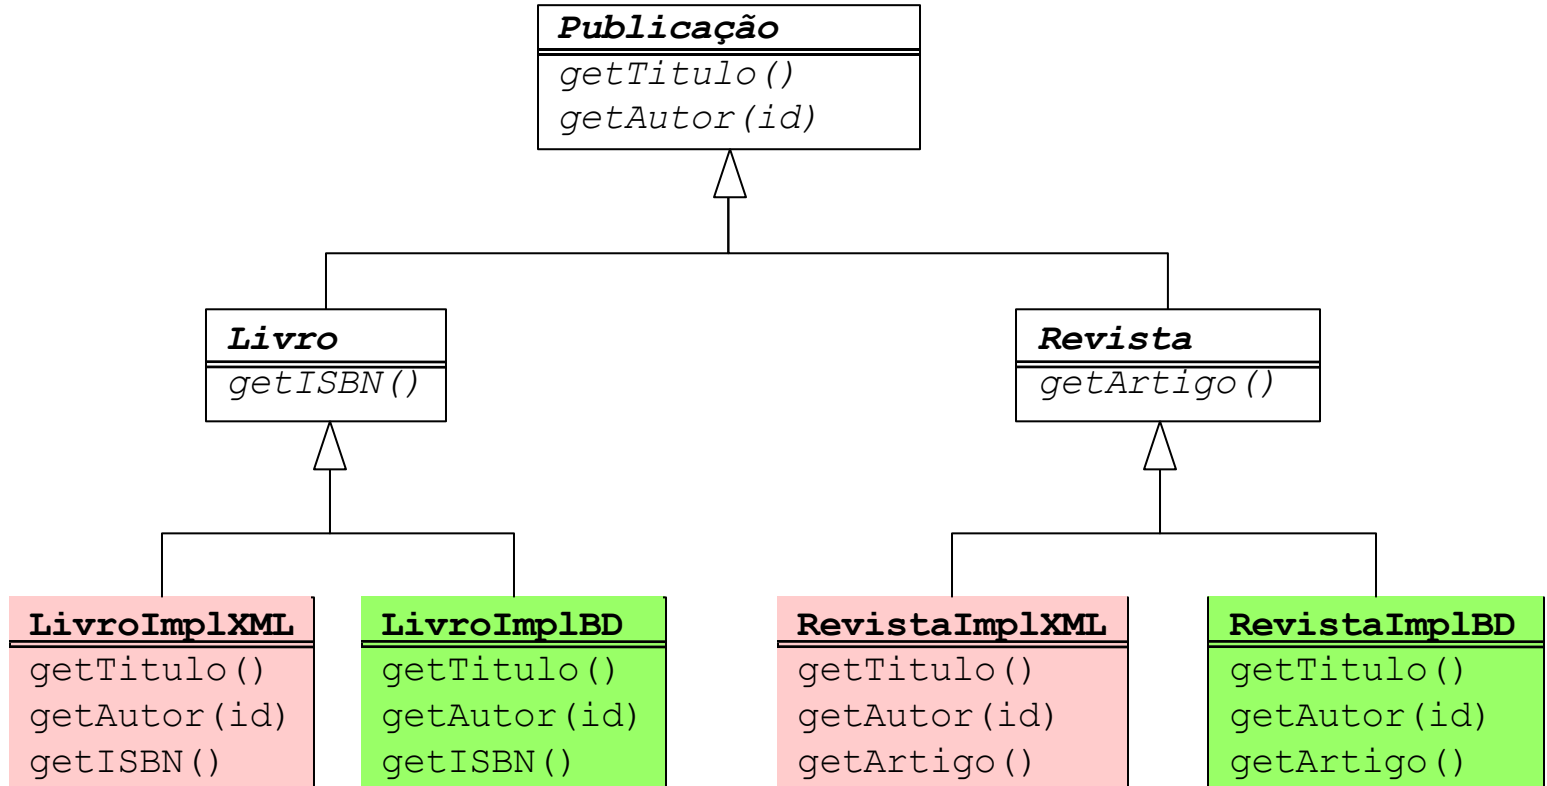 Publicação
getTitulo()
getAutor(id)
Livro
getISBN()
Revista
getArtigo()
LivroImplXML
getTitulo()
getAutor(id)
getISBN()
LivroImplBD
getTitulo()
getAutor(id)
getISBN()
RevistaImplXML
getTitulo()
getAutor(id)
getArtigo()
RevistaImplBD
getTitulo()
getAutor(id)
getArtigo()